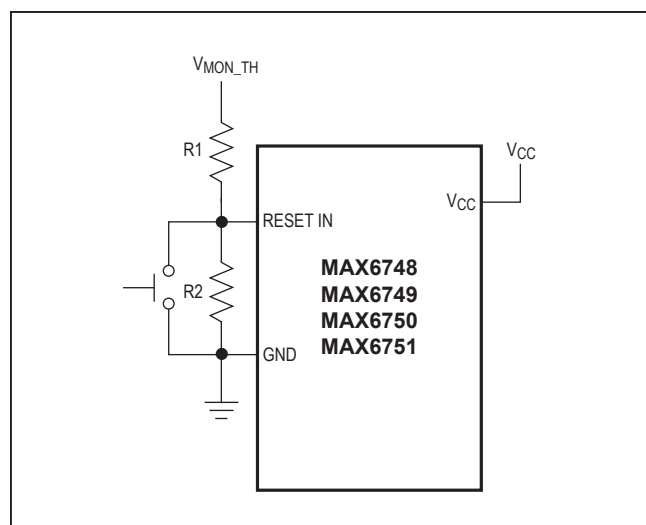 VMON_TH
R1
VCC
VCC
RESET IN
R2
MAX6748
MAX6749
MAX6750
MAX6751
GND